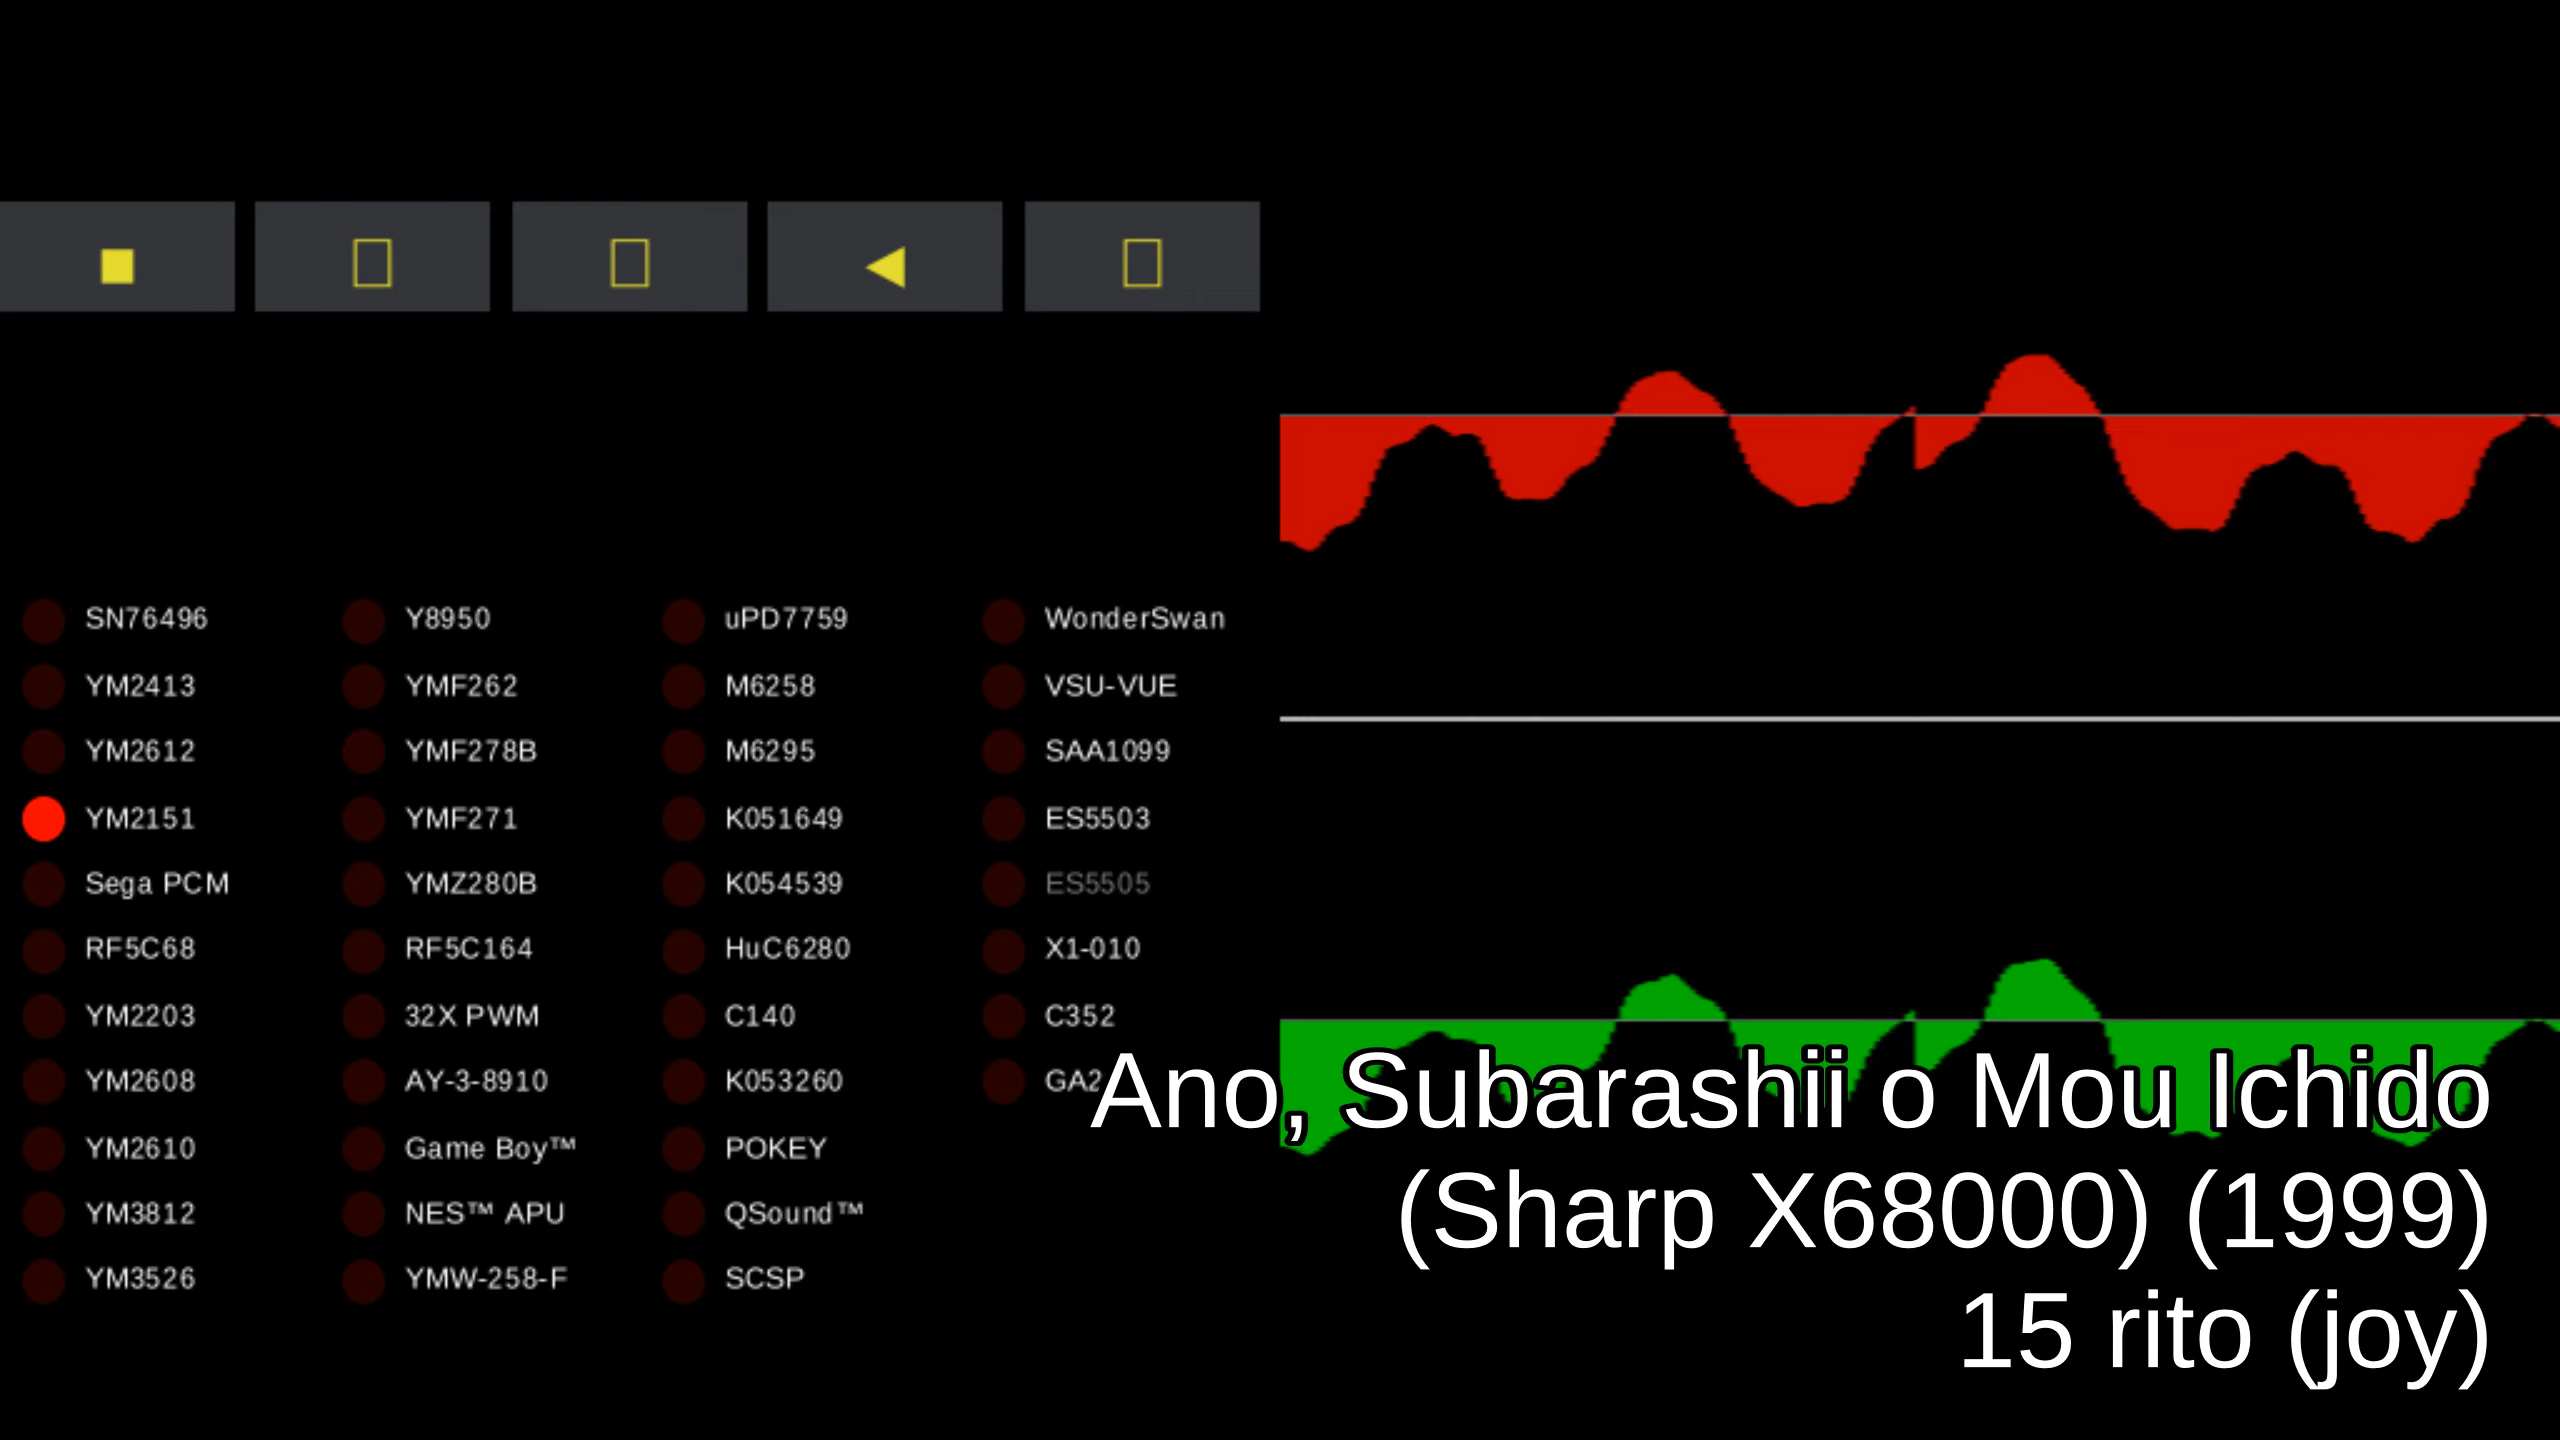 SN76496
YM2413
YM2612
YM2151
Sega PCM
RF5C68
YM2203
YM2608
YM2610
YM3812
YM3526
Y8950
YMF262
YMF278B
YMF271
YMZ280B
RF5C164
32X PWM
AY-3-8910
Game Boy™
NES™ APU
YMW-258-F
uPD7759
M6258
M6295
K051649
K054539
HuC6280
C140
K053260
POKEY
QSound™
SCSP
WonderSwan
VSU-VUE
SAA1099
ES5503
ES5505
X1-010
C352
Ano, Subarashii o Mou Ichido
(Sharp X68000) (1999)
15 rito (joy)